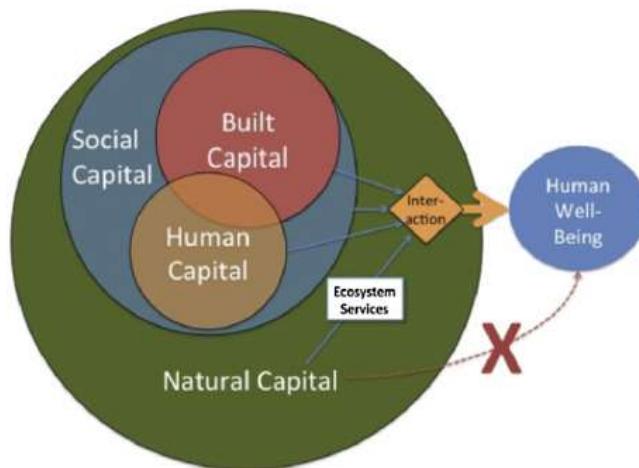 Social
Capital
Built
Capital
Human
Capital
Inter-
action
Human
Well-
Being
Ecosystem
Services
Natural Capital
X